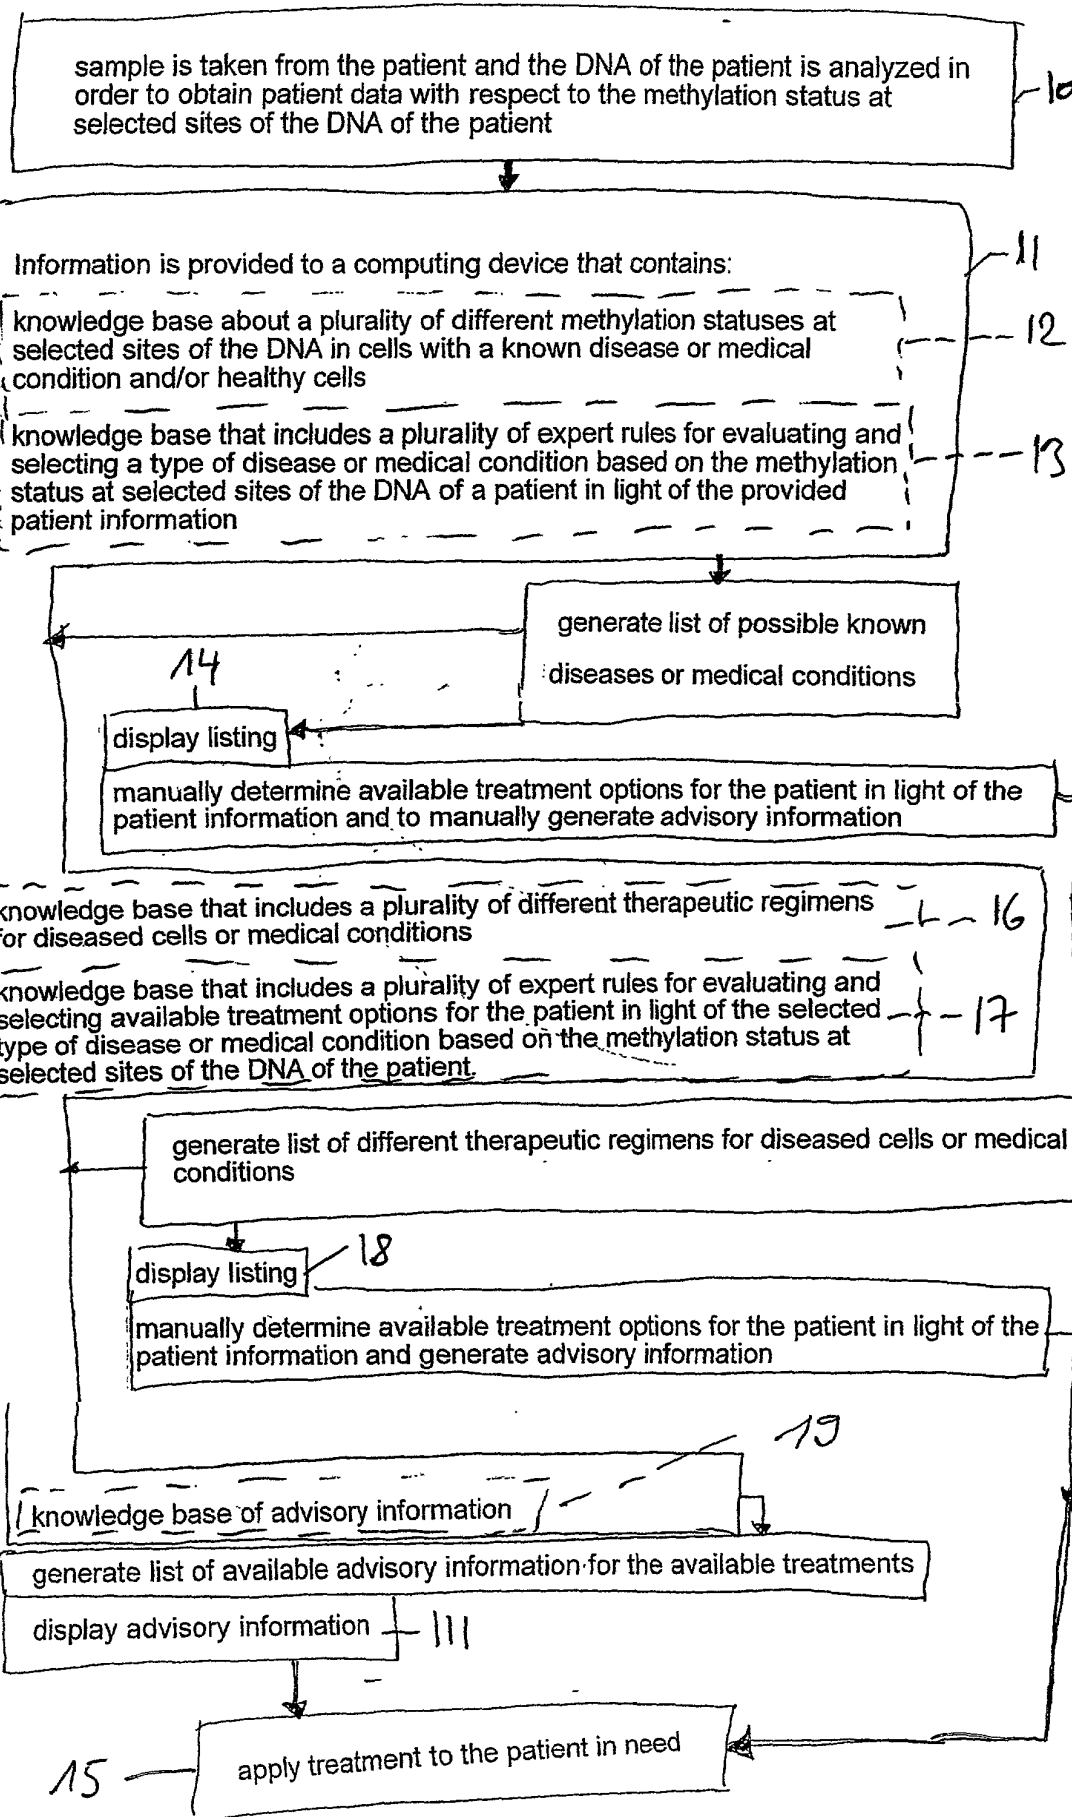 sample is taken from the patient and the DNA of the patient is analyzed in
order to obtain patient data with respect to the methylation status at
selected sites of the DNA of the patient
10
Information is provided to a computing device that contains:
11
knowledge base about a plurality of different methylation statuses at
selected sites of the DNA in cells with a known disease or medical
condition and/or healthy cells
12
knowledge base that includes a plurality of expert rules for evaluating and
selecting a type of disease or medical condition based on the methylation
status at selected sites of the DNA of a patient in light of the provided
patient information
13
generate list of possible known
diseases or medical conditions
14
display listing
manually determine available treatment options for the patient in light of the
patient information and to manually generate advisory information
knowledge base that includes a plurality of different therapeutic regimens
for diseased cells or medical conditions
16
knowledge base that includes a plurality of expert rules for evaluating and
selecting available treatment options for the patient in light of the selected
type of disease or medical condition based on the methylation status at
selected sites of the DNA of the patient.
17
generate list of different therapeutic regimens for diseased cells or medical
conditions
18
display listing
manually determine available treatment options for the patient in light of the
patient information and generate advisory information
19
knowledge base of advisory information
generate list of available advisory information for the available treatments
display advisory information
111
apply treatment to the patient in need
15